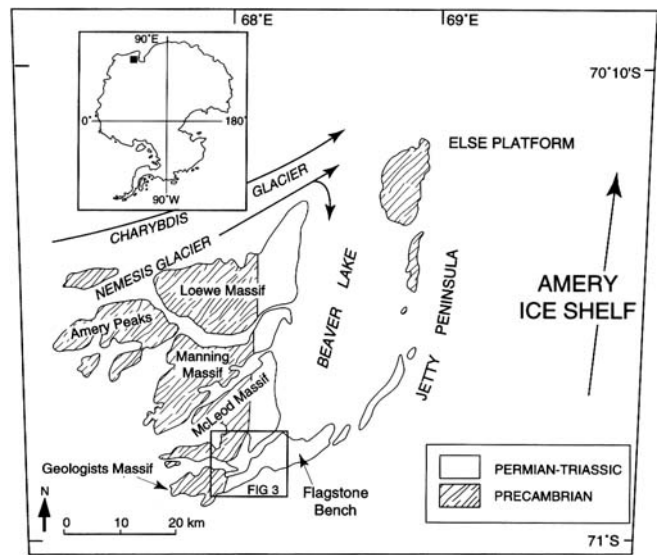 68°E
69°E
70°10'S
90°E
0°
180°
90°W
ELSE PLATFORM
CHARYBDIS GLACIER
NEMESIS GLACIER
Loewe Massif
Amery Peaks
Manning
Massif
McLeod Massif
BEAVER LAKE
JETTY PENINSULA
AMERY
ICE SHELF
Geologists Massif
FIG 3
Flagstone
Bench
N
0 10 20 km
PERMIAN-TRIASSIC
PRECAMBRIAN
71°S